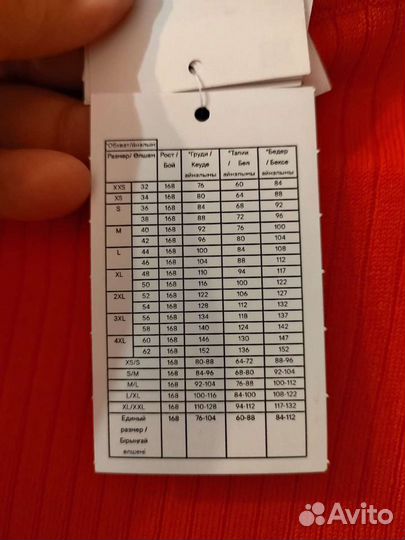 *Обхват/Айналым
Размер/ Өлшем Рост / Бой *Груди / Кеуде айналымы *Талии / Бел айналымы *Бедер / Бөксе айналымы
XXS 32 168 76 60 84
XS 34 168 80 64 88
S 36 168 84 68 92
38 168 88 72 96
M 40 168 92 76 100
42 168 96 80 104
L 44 168 100 84 108
46 168 104 88 112
XL 48 168 110 94 117
50 168 116 100 122
2XL 52 168 122 106 127
54 168 128 112 132
3XL 56 168 134 118 137
58 168 140 124 142
4XL 60 168 146 130 147
62 168 152 136 152
XS/S 168 80-88 64-72 88-96
S/M 168 84-96 68-80 92-104
M/L 168 92-104 76-88 100-112
L/XL 168 100-116 84-100 108-122
XL/XXL 168 110-128 94-112 117-132
Единый размер / Бірыңғай өлшемі 168 76-104 60-88 84-112
Avito